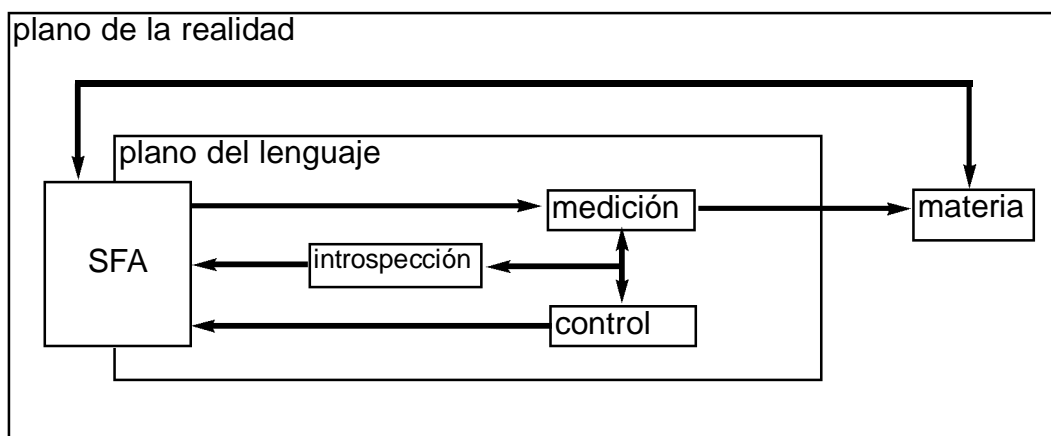 plano de la realidad
plano del lenguaje
medición
materia
SFA
introspección
control